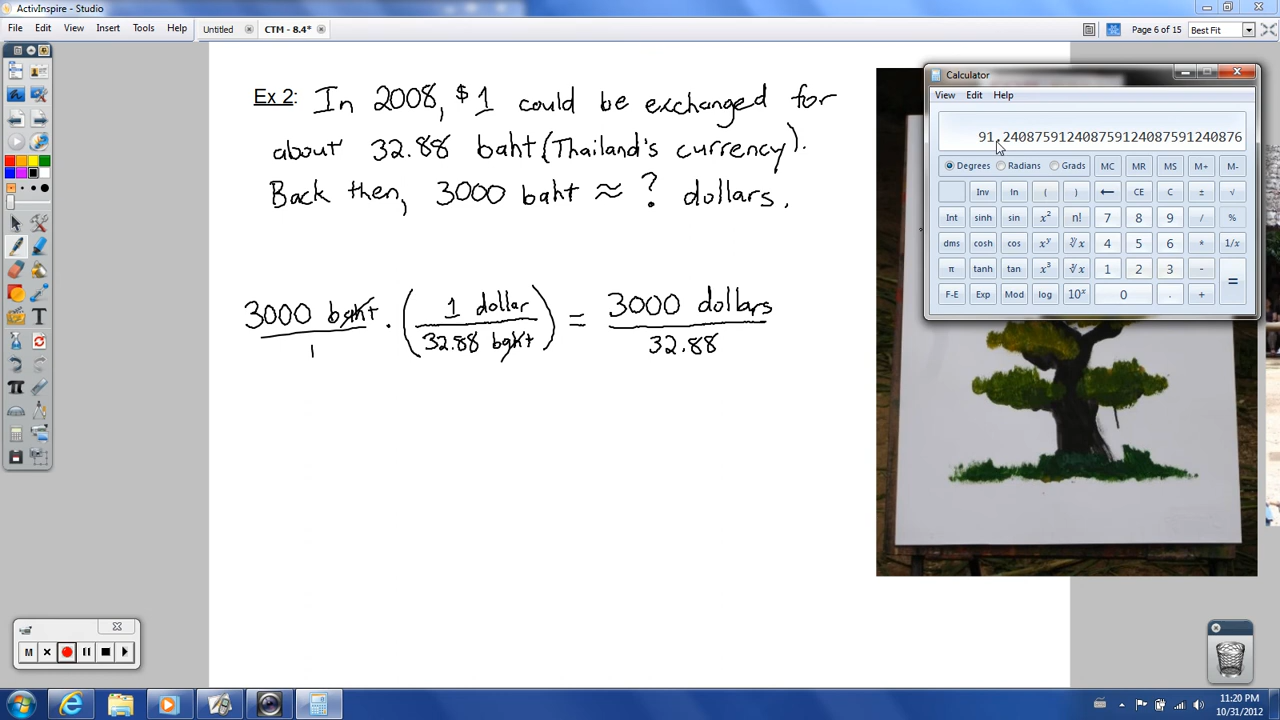 ActivInspire - Studio
File Edit View Insert Tools Help
Untitled
CTM - 8.4*
Page 6 of 15
Best Fit
Ex 2: In 2008, $1 could be exchanged for
about 32.88 baht (Thailand's currency).
Back then, 3000 baht ≈ ? dollars.
3000 baht / 1 · (1 dollar / 32.88 baht) = 3000 dollars / 32.88
Calculator
View Edit Help
91.240875912408759124087591240876
Degrees Radians Grads MC MR MS M+ M-
Inv ln ( ) ← CE C ± √
Int sinh sin x² n! 7 8 9 / %
dms cosh cos xʸ ʸ√x 4 5 6 * 1/x
π tanh tan x³ ³√x 1 2 3 - =
F-E Exp Mod log 10ˣ 0 . +
M
11:20 PM
10/31/2012